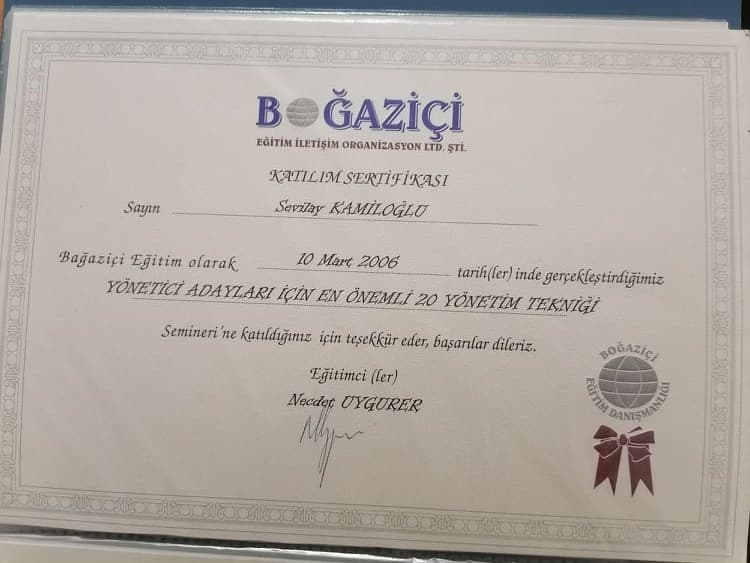 BOĞAZİÇİ
EĞİTİM İLETİŞİM ORGANİZASYON LTD. ŞTİ.
KATILIM SERTİFİKASI
Sayın Sevilay KAMİLOĞLU
Bağaziçi Eğitim olarak 10 Mart 2006 tarih(ler) inde gerçekleştirdiğimiz
YÖNETİCİ ADAYLARI İÇİN EN ÖNEMLİ 20 YÖNETİM TEKNİĞİ
Semineri'ne katıldığınız için teşekkür eder, başarılar dileriz.
Eğitimci (ler)
Necdet UYGURER
BOĞAZİÇİ
EĞİTİM DANIŞMANLIĞI